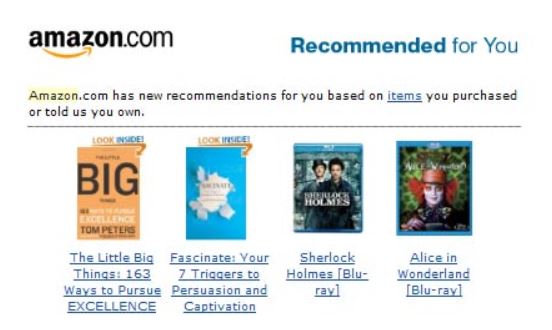 amazon.com
Recommended for You
Amazon.com has new recommendations for you based on items you purchased
or told us you own.
LOOK INSIDE!
THE LITTLE
BIG
THINGS
163 WAYS TO PURSUE
EXCELLENCE
TOM PETERS
LOOK INSIDE!
FASCINATE
SHERLOCK
HOLMES
ALICE IN WONDERLAND
The Little Big
Things: 163
Ways to Pursue
EXCELLENCE
Fascinate: Your
7 Triggers to
Persuasion and
Captivation
Sherlock
Holmes [Blu-
ray]
Alice in
Wonderland
[Blu-ray]